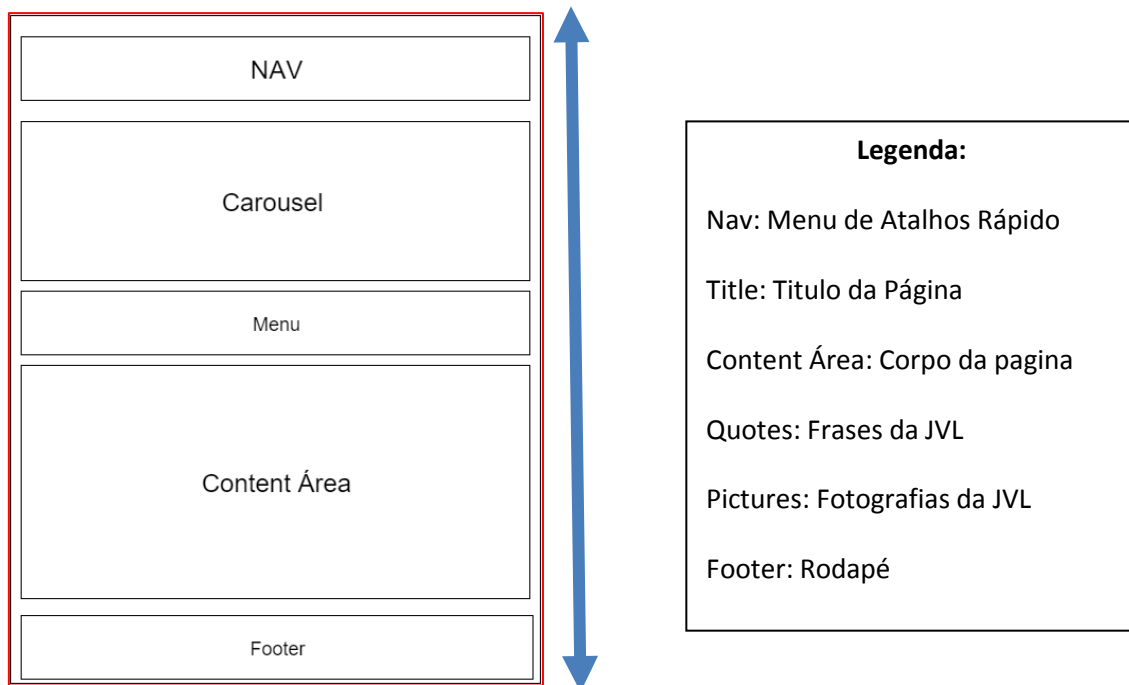 NAV
Carousel
Menu
Content Área
Footer
Legenda:
Nav: Menu de Atalhos Rápido
Title: Titulo da Página
Content Área: Corpo da pagina
Quotes: Frases da JVL
Pictures: Fotografias da JVL
Footer: Rodapé